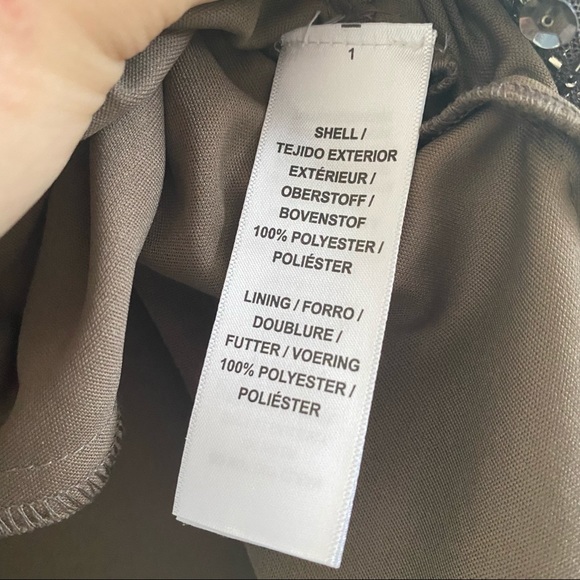 1
SHELL /
TEJIDO EXTERIOR
EXTÉRIEUR /
OBERSTOFF /
BOVENSTOF
100% POLYESTER /
POLIÉSTER
LINING / FORRO /
DOUBLURE /
FUTTER / VOERING
100% POLYESTER /
POLIÉSTER